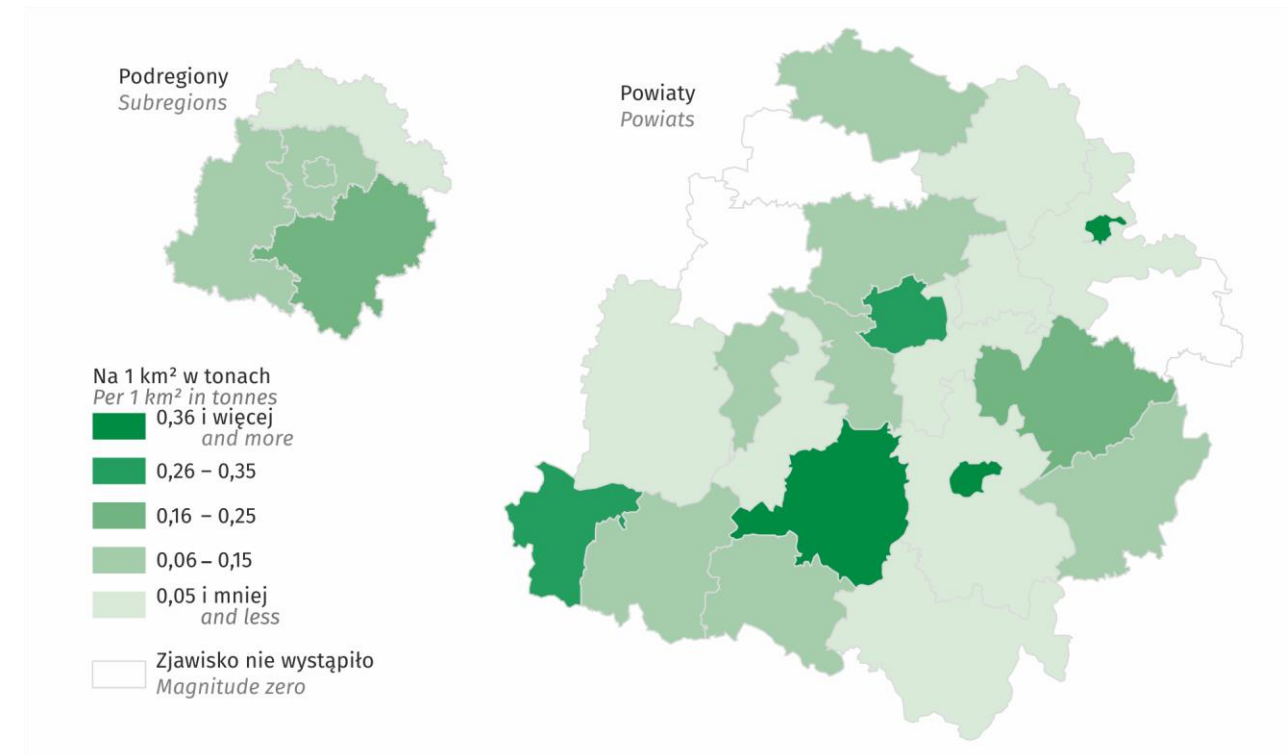 Podregiony
Subregions
Powiaty
Powiats
Na 1 km² w tonach
Per 1 km² in tonnes
0,36 i więcej
and more
0,26 – 0,35
0,16 – 0,25
0,06 – 0,15
0,05 i mniej
and less
Zjawisko nie wystąpiło
Magnitude zero